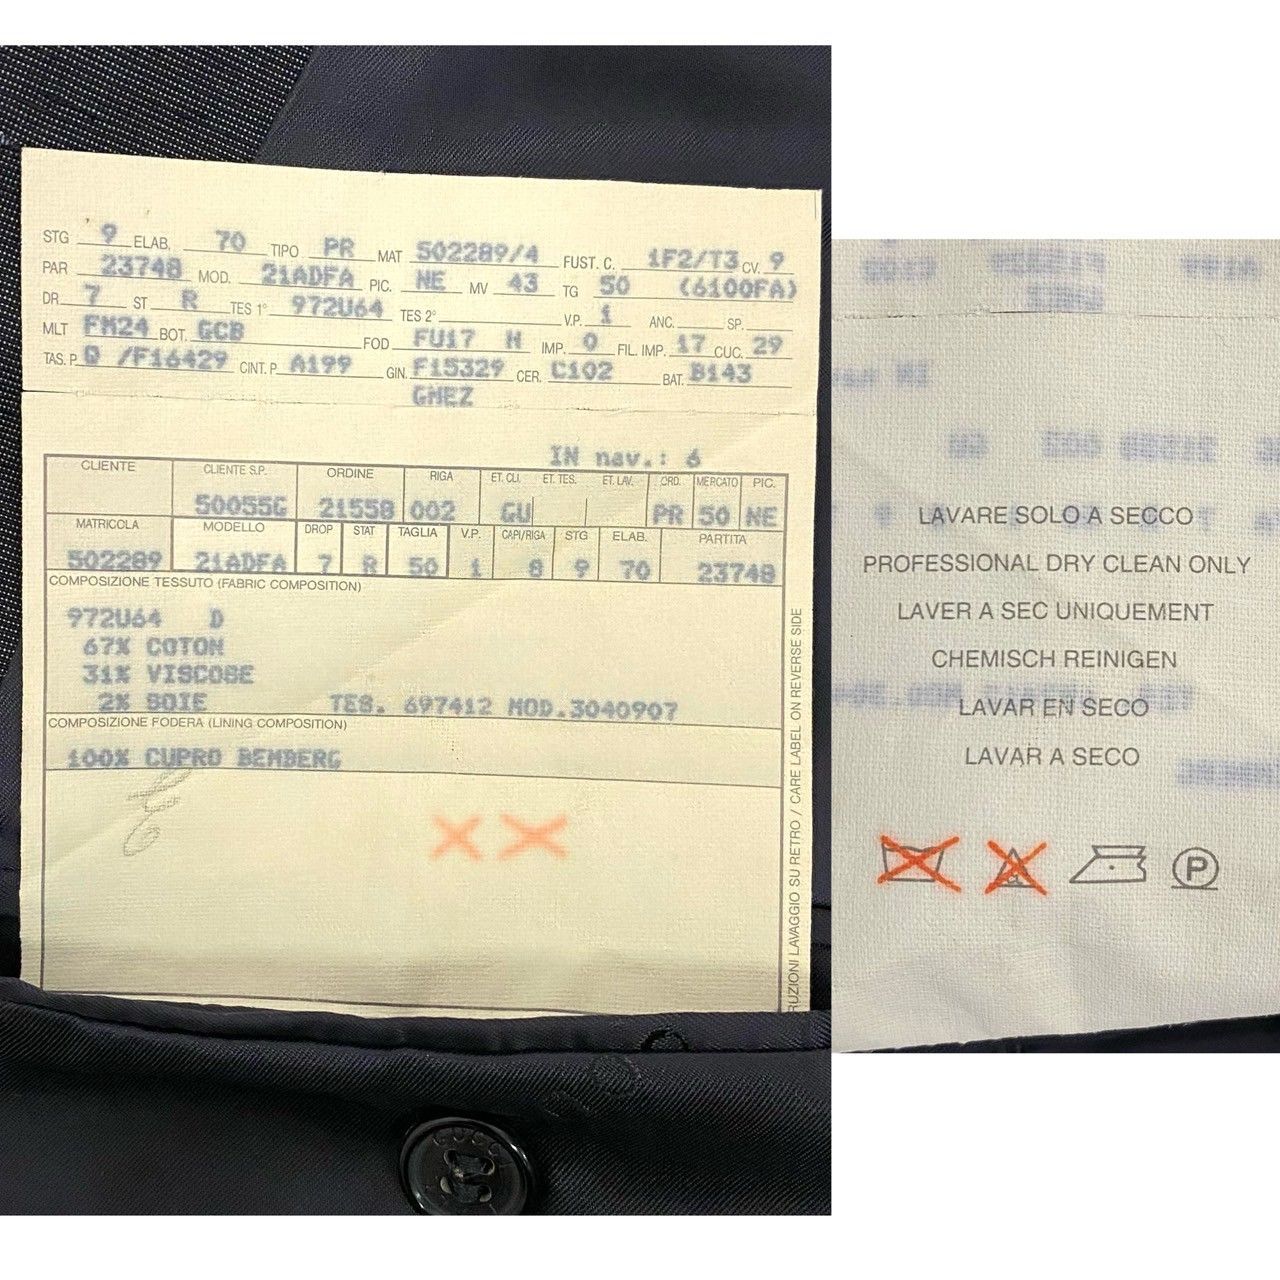 STG 9 ELAB. 70 TIPO PR MAT 502289/4 FUST. C. 1F2/T3 CV. 9
PAR 23748 MOD. 21ADFA PIC. NE MV 43 TG 50 (6100FA)
DR 7 ST R TES 1° 972U64 TES 2° V.P. 1 ANC. SP.
MLT FM24 BOT. GCB FOD FU17 M IMP. 0 FIL. IMP. 17 CUC. 29
TAS. P. Q /F16429 CINT. P A199 GIN. F15329 CER. C102 BAT. B143
GMEZ
IN nav.: 6
CLIENTE CLIENTE S.P. ORDINE RIGA ET. CLI. ET. TES. ET. LAV. ORD. MERCATO PIC.
50055G 21558 002 GU PR 50 NE
MATRICOLA MODELLO DROP STAT TAGLIA V.P. CAPI/RIGA STG ELAB. PARTITA
502289 21ADFA 7 R 50 1 8 9 70 23748
COMPOSIZIONE TESSUTO (FABRIC COMPOSITION)
972U64 D
67% COTON
31% VISCOSE
2% SOIE TES. 697412 MOD.3040907
COMPOSIZIONE FODERA (LINING COMPOSITION)
100% CUPRO BEMBERG
RUZIONI LAVAGGIO SU RETRO / CARE LABEL ON REVERSE SIDE
GUCCI
LAVARE SOLO A SECCO
PROFESSIONAL DRY CLEAN ONLY
LAVER A SEC UNIQUEMENT
CHEMISCH REINIGEN
LAVAR EN SECO
LAVAR A SECO
P